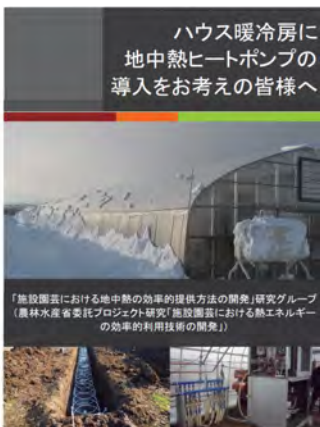 ハウス暖冷房に
地中熱ヒートポンプの
導入をお考えの皆様へ
「施設園芸における地中熱の効率的提供方法の開発」研究グループ
（農林水産省委託プロジェクト研究「施設園芸における熱エネルギー
の効率的利用技術の開発」）